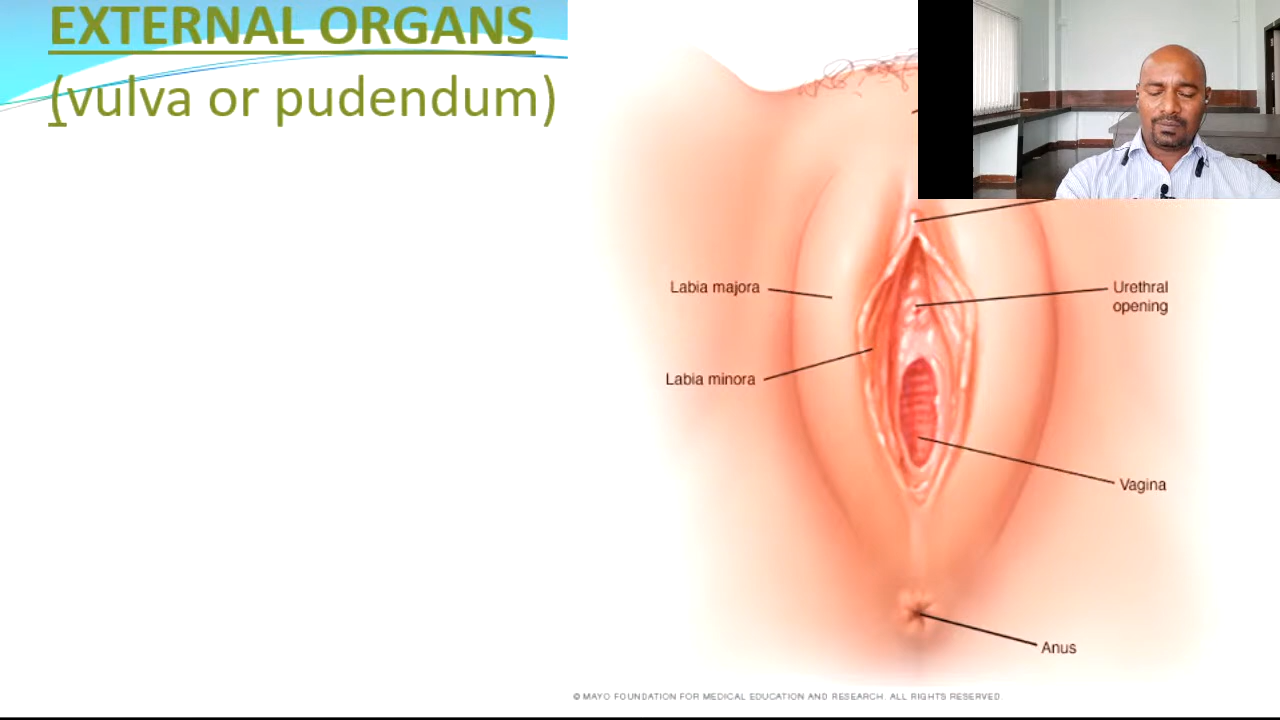 EXTERNAL ORGANS
(vulva or pudendum)
Labia majora
Urethral
opening
Labia minora
Vagina
Anus
© MAYO FOUNDATION FOR MEDICAL EDUCATION AND RESEARCH. ALL RIGHTS RESERVED.